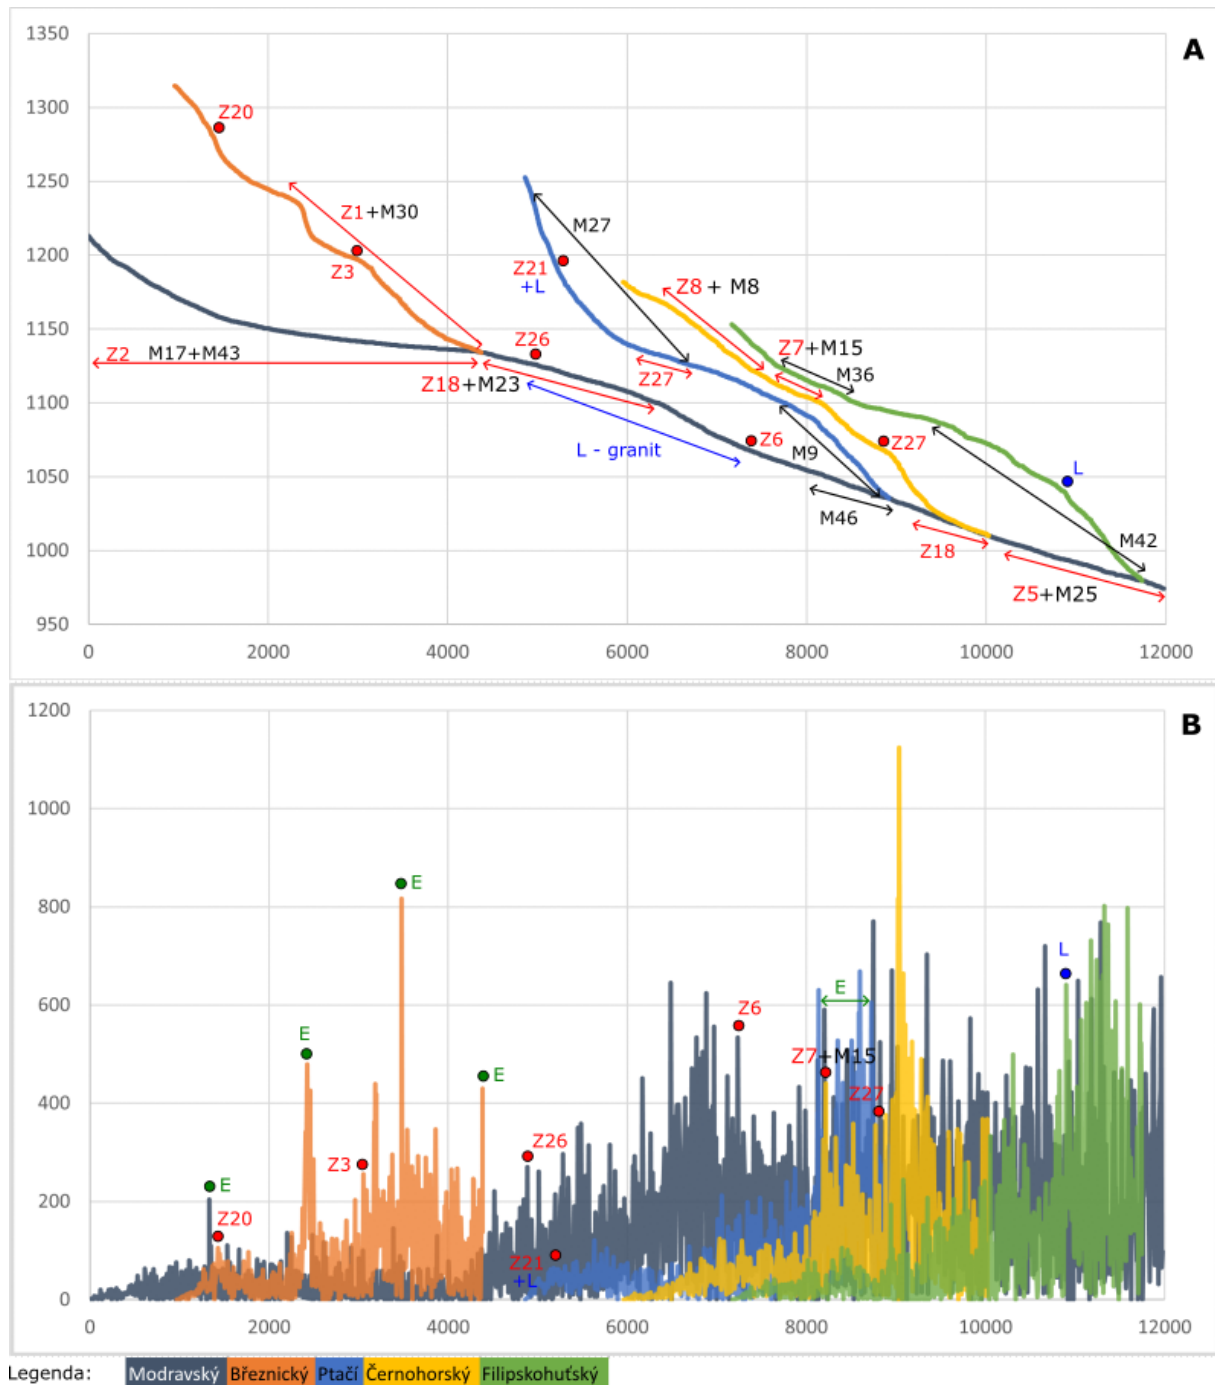 A
1350
1300
1250
1200
1150
1100
1050
1000
950
Z20
Z1+M30
Z3
M27
Z21
+L
Z8 + M8
Z26
Z7+M15
Z2 M17+M43
M36
Z18+M23
Z27
L - granit
Z6
M9
Z27
L
M46
M42
Z18
Z5+M25
0 2000 4000 6000 8000 10000 12000
B
1200
1000
800
600
400
200
0
E
E
E
E
E
L
Z6
Z7+M15
Z27
Z3
Z26
Z20
Z21
+L
0 2000 4000 6000 8000 10000 12000
Legenda: Modravský Březnický Ptačí Černohorský Filipskohuťský